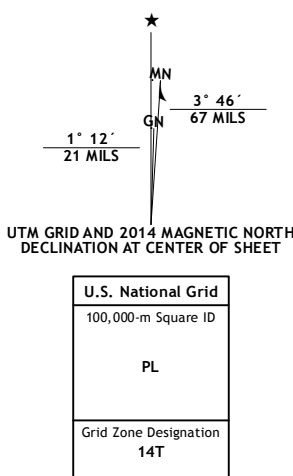 MN
GN
3° 46´
67 MILS
1° 12´
21 MILS
UTM GRID AND 2014 MAGNETIC NORTH
DECLINATION AT CENTER OF SHEET
U.S. National Grid
100,000-m Square ID
PL
Grid Zone Designation
14T